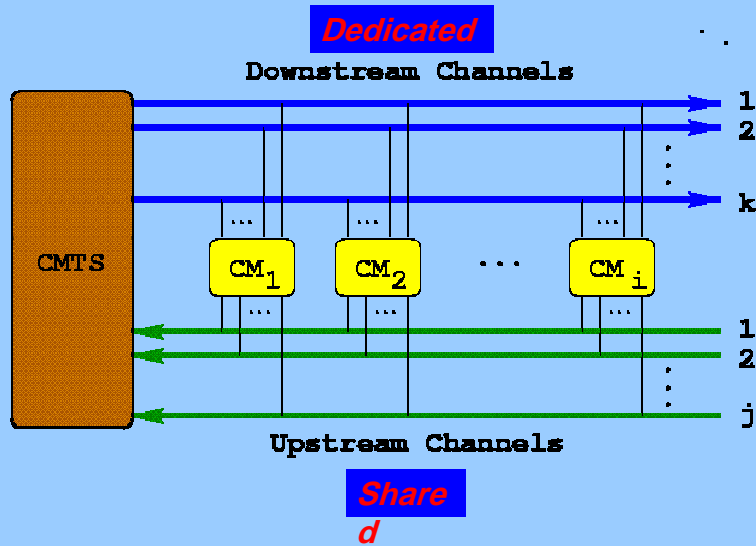 Dedicated
Downstream Channels
1
2
k
CMTS
... ... ...
CM1 CM2 ... CMi
... ... ...
1
2
j
Upstream Channels
Share
d